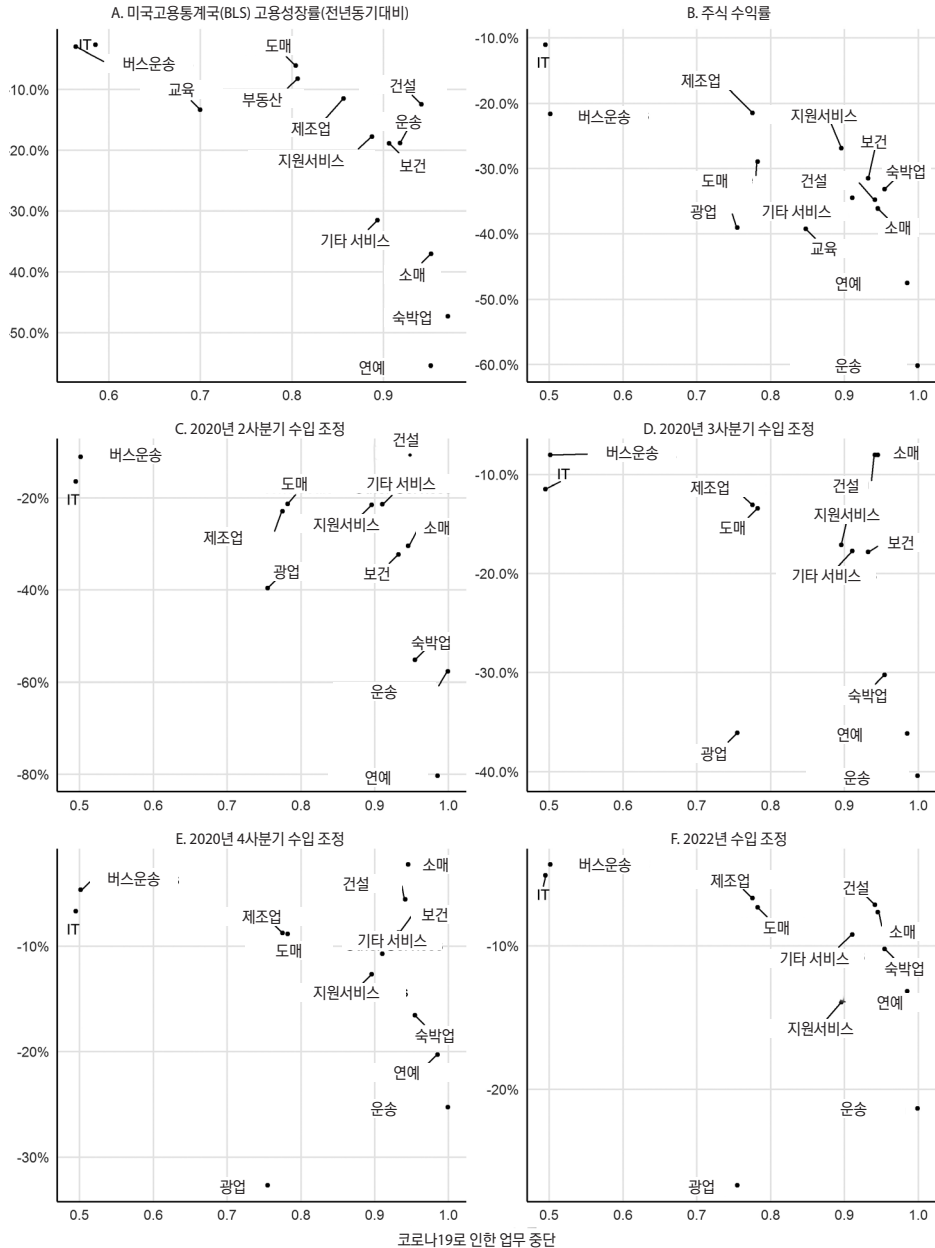 A. 미국고용통계국(BLS) 고용성장률(전년동기대비)
IT
버스운송
교육
도매
부동산
제조업
건설
운송
지원서비스
보건
기타 서비스
소매
숙박업
연예
10.0%
20.0%
30.0%
40.0%
50.0%
0.6 0.7 0.8 0.9
B. 주식 수익률
IT
버스운송
제조업
지원서비스
보건
도매
건설
숙박업
광업
기타 서비스
소매
교육
연예
운송
-10.0%
-20.0%
-30.0%
-40.0%
-50.0%
-60.0%
0.5 0.6 0.7 0.8 0.9 1.0
C. 2020년 2사분기 수입 조정
버스운송
건설
IT
도매
기타 서비스
제조업
지원서비스
소매
광업
보건
숙박업
운송
연예
-20%
-40%
-60%
-80%
0.5 0.6 0.7 0.8 0.9 1.0
D. 2020년 3사분기 수입 조정
버스운송
소매
IT
제조업
건설
도매
지원서비스
보건
기타 서비스
숙박업
연예
광업
운송
-10.0%
-20.0%
-30.0%
-40.0%
0.5 0.6 0.7 0.8 0.9 1.0
E. 2020년 4사분기 수입 조정
버스운송
소매
건설
IT
제조업
보건
도매
기타 서비스
지원서비스
숙박업
연예
운송
광업
-10%
-20%
-30%
0.5 0.6 0.7 0.8 0.9 1.0
F. 2022년 수입 조정
버스운송
IT
제조업
건설
도매
소매
기타 서비스
숙박업
연예
지원서비스
운송
광업
-10%
-20%
0.5 0.6 0.7 0.8 0.9 1.0
코로나19로 인한 업무 중단